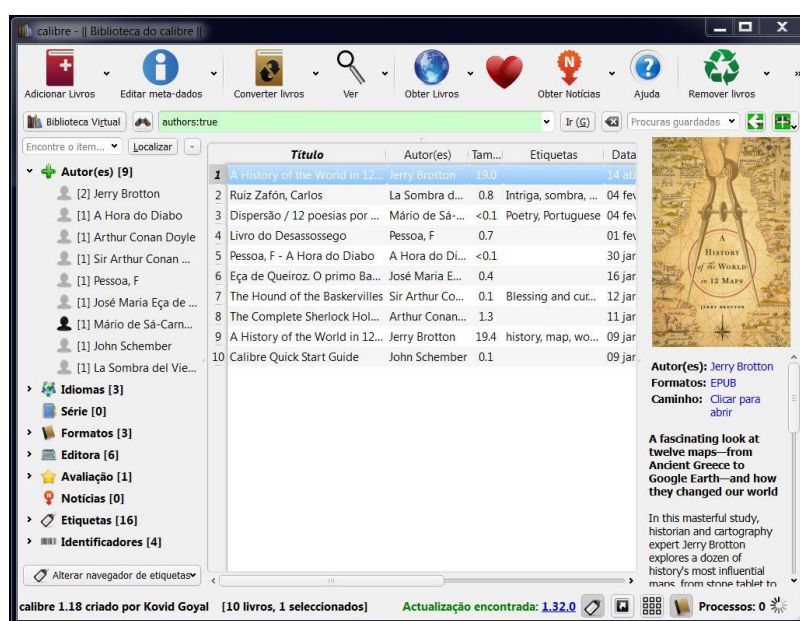 calibre - || Biblioteca do calibre ||
Adicionar Livros Editar meta-dados Converter livros Ver Obter Livros Obter Notícias Ajuda Remover livros »
Biblioteca Virtual authors:true Ir (G) Procuras guardadas
Encontre o item... Localizar -
Título Autor(es) Tam... Etiquetas Data
Autor(es) [9]
[2] Jerry Brotton
[1] A Hora do Diabo
[1] Arthur Conan Doyle
[1] Sir Arthur Conan ...
[1] Pessoa, F
[1] José Maria Eça de ...
[1] Mário de Sá-Carn...
[1] John Schember
[1] La Sombra del Vie...
Idiomas [3]
Série [0]
Formatos [3]
Editora [6]
Avaliação [1]
Notícias [0]
Etiquetas [16]
Identificadores [4]
Alterar navegador de etiquetas
1 A History of the World in 12... Jerry Brotton 19.0 14 ab
2 Ruiz Zafón, Carlos La Sombra d... 0.8 Intriga, sombra, ... 04 fev
3 Dispersão / 12 poesias por ... Mário de Sá-... <0.1 Poetry, Portuguese 04 fev
4 Livro do Desassossego Pessoa, F 0.7 01 fev
5 Pessoa, F - A Hora do Diabo A Hora do Di... <0.1 30 jan
6 Eça de Queiroz. O primo Ba... José Maria E... 0.4 16 jan
7 The Hound of the Baskervilles Sir Arthur Co... 0.1 Blessing and cur... 12 jan
8 The Complete Sherlock Hol... Arthur Conan... 1.3 11 jan
9 A History of the World in 12... Jerry Brotton 19.4 history, map, wo... 09 jan
10 Calibre Quick Start Guide John Schember 0.1 09 jan
A
HISTORY
of the WORLD
in 12 MAPS
JERRY BROTTON
Autor(es): Jerry Brotton
Formatos: EPUB
Caminho: Clicar para
abrir
A fascinating look at
twelve maps—from
Ancient Greece to
Google Earth—and how
they changed our world
In this masterful study,
historian and cartography
expert Jerry Brotton
explores a dozen of
history's most influential
maps, from stone tablet to
calibre 1.18 criado por Kovid Goyal [10 livros, 1 seleccionados] Actualização encontrada: 1.32.0 Processos: 0